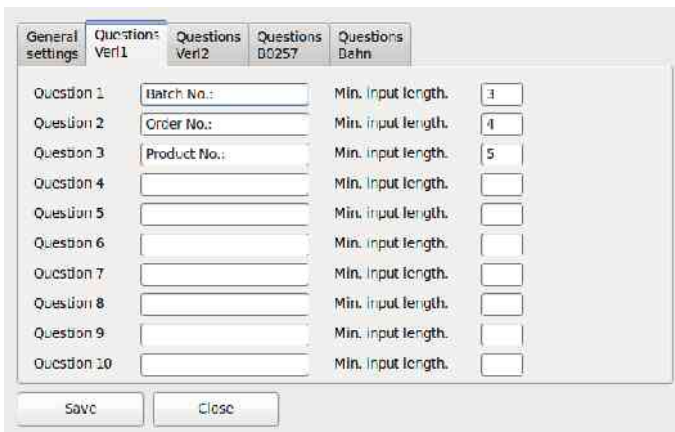 General settings
Questions Verl1
Questions Verl2
Questions B0257
Questions Bahn
Question 1 Batch No.: Min. input length. 3
Question 2 Order No.: Min. input length. 4
Question 3 Product No.: Min. input length. 5
Question 4 Min. input length.
Question 5 Min. input length.
Question 6 Min. input length.
Question 7 Min. input length.
Question 8 Min. input length.
Question 9 Min. input length.
Question 10 Min. input length.
Save Close